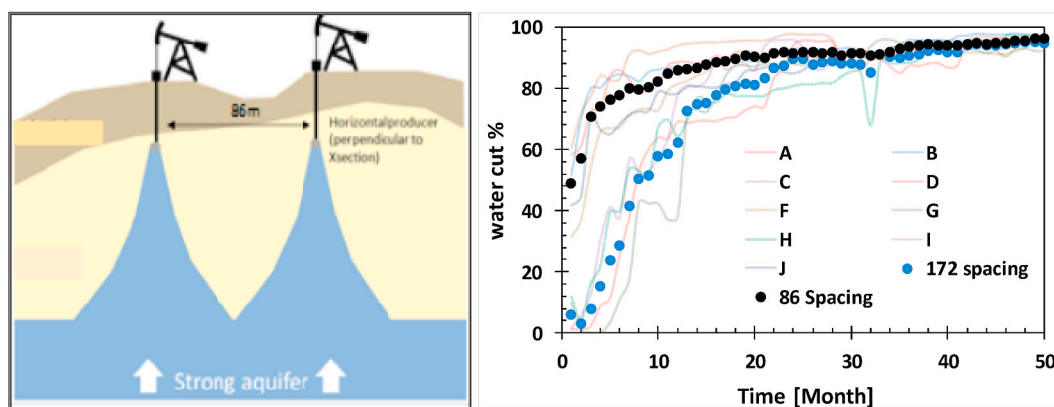 86m
Horizontal producer
(perpendicular to
Xsection)
Strong aquifer
water cut %
100
80
60
40
20
0
A
B
C
D
F
G
H
I
J
172 spacing
86 Spacing
0
10
20
30
40
50
Time [Month]